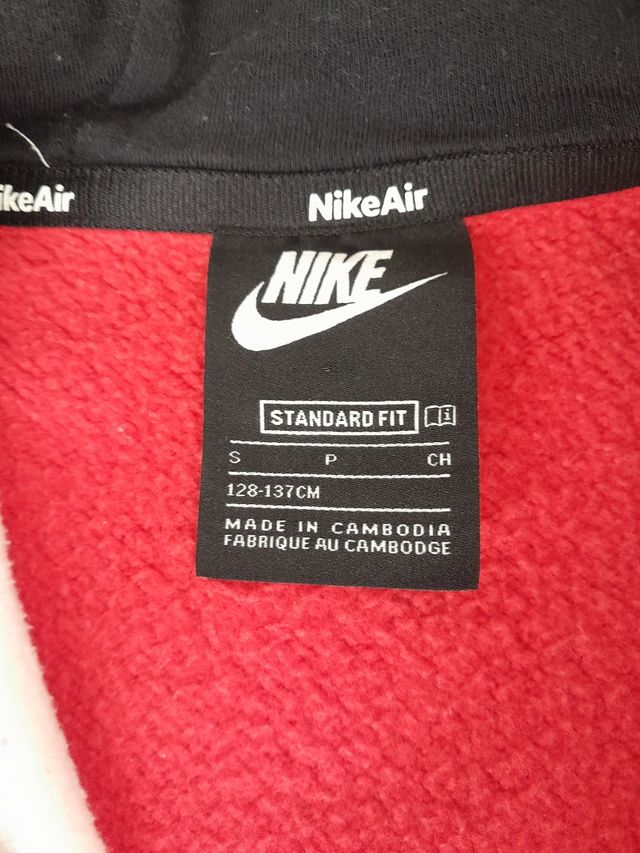 ikeAir NikeAir
NIKE
STANDARD FIT
S P CH
128-137CM
MADE IN CAMBODIA
FABRIQUE AU CAMBODGE